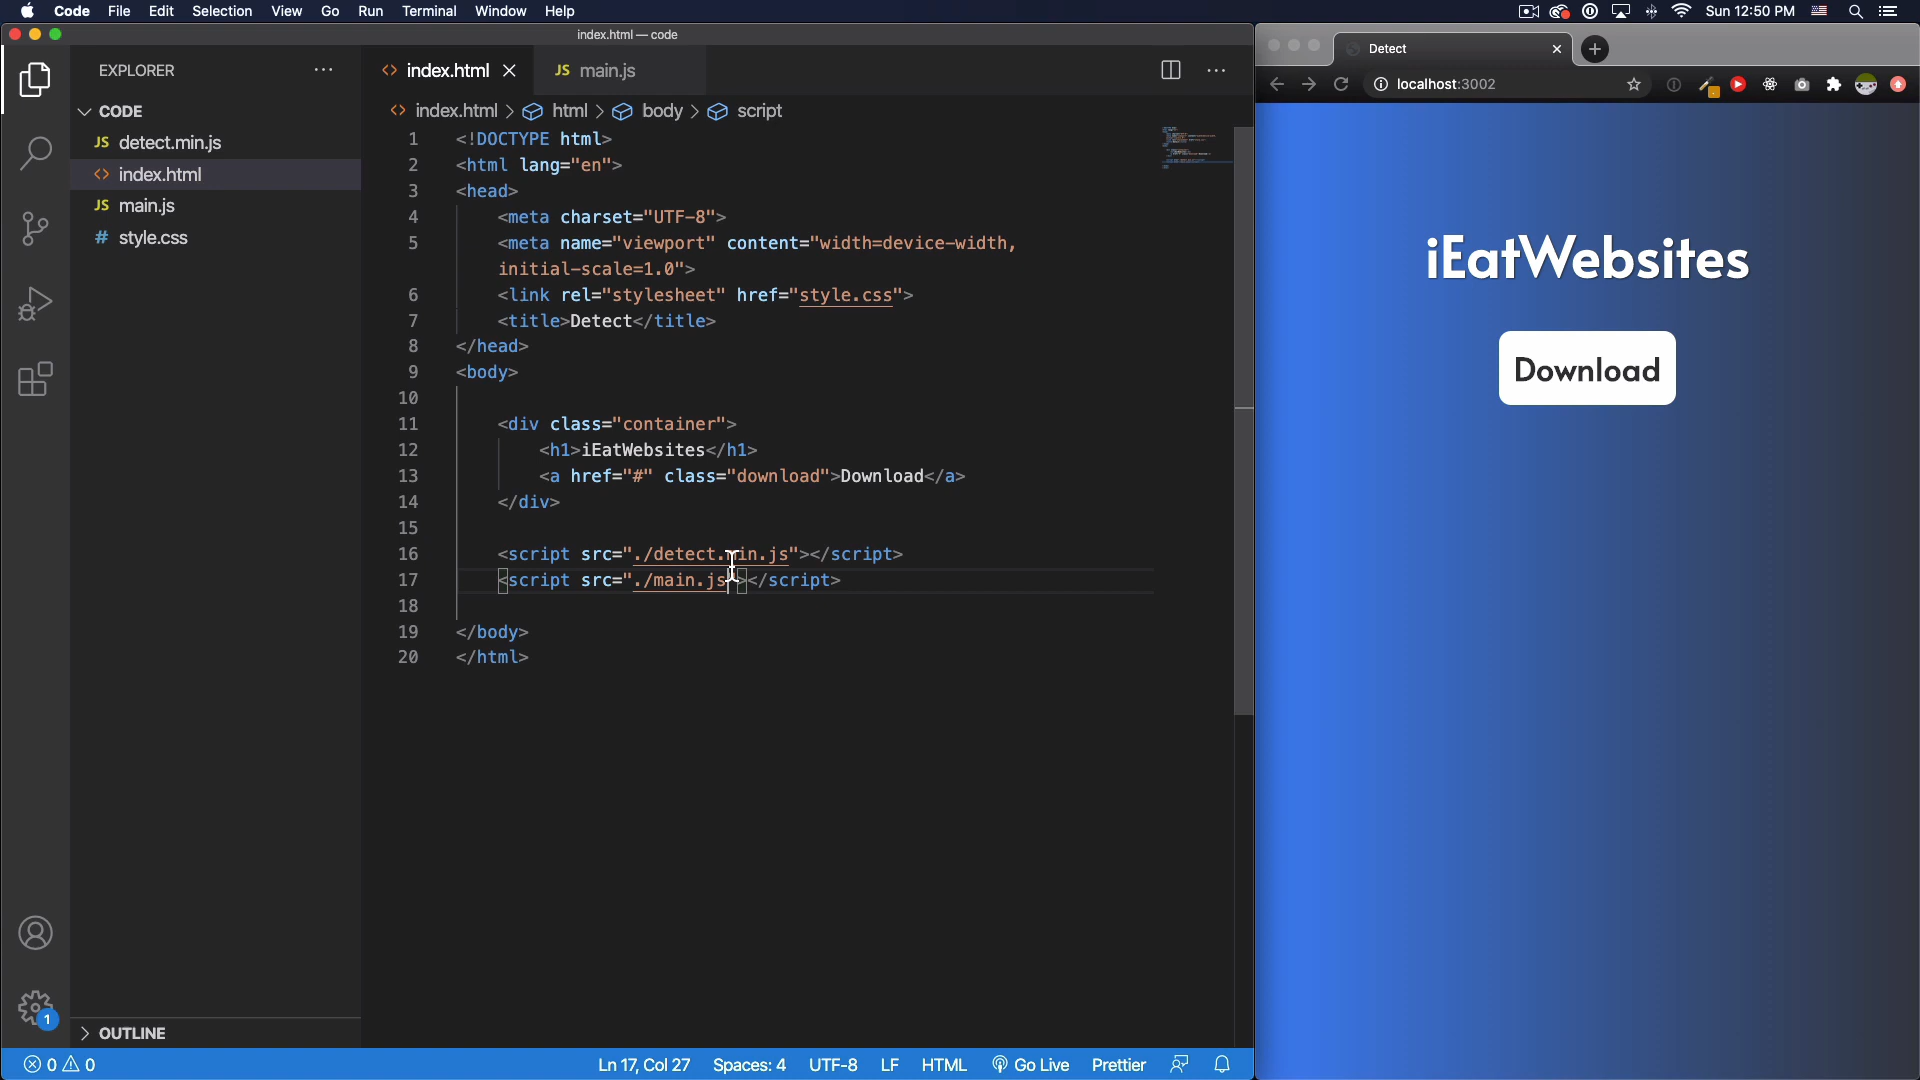 Code File Edit Selection View Go Run Terminal Window Help
Sun 12:50 PM
index.html — code
EXPLORER
index.html
JS main.js
CODE
JS detect.min.js
index.html
JS main.js
# style.css
OUTLINE
index.html > html > body > script
1 <!DOCTYPE html>
2 <html lang="en">
3 <head>
4 <meta charset="UTF-8">
5 <meta name="viewport" content="width=device-width,
initial-scale=1.0">
6 <link rel="stylesheet" href="style.css">
7 <title>Detect</title>
8 </head>
9 <body>
10
11 <div class="container">
12 <h1>iEatWebsites</h1>
13 <a href="#" class="download">Download</a>
14 </div>
15
16 <script src="./detect.min.js"></script>
17 <script src="./main.js"></script>
18
19 </body>
20 </html>
1
0 0
Ln 17, Col 27 Spaces: 4 UTF-8 LF HTML Go Live Prettier
Detect
localhost:3002
iEatWebsites
Download